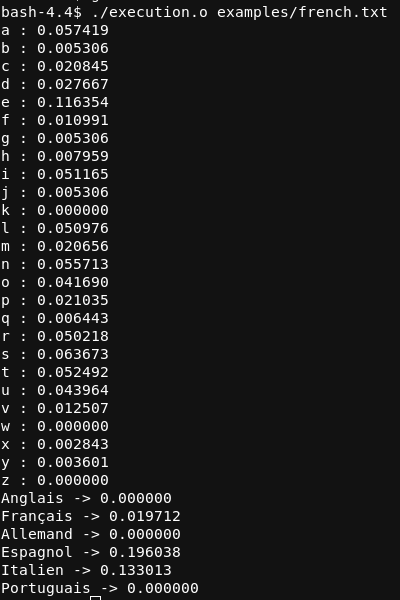 bash-4.4$ ./execution.o examples/french.txt
a : 0.057419
b : 0.005306
c : 0.020845
d : 0.027667
e : 0.116354
f : 0.010991
g : 0.005306
h : 0.007959
i : 0.051165
j : 0.005306
k : 0.000000
l : 0.050976
m : 0.020656
n : 0.055713
o : 0.041690
p : 0.021035
q : 0.006443
r : 0.050218
s : 0.063673
t : 0.052492
u : 0.043964
v : 0.012507
w : 0.000000
x : 0.002843
y : 0.003601
z : 0.000000
Anglais -> 0.000000
Français -> 0.019712
Allemand -> 0.000000
Espagnol -> 0.196038
Italien -> 0.133013
Portuguais -> 0.000000